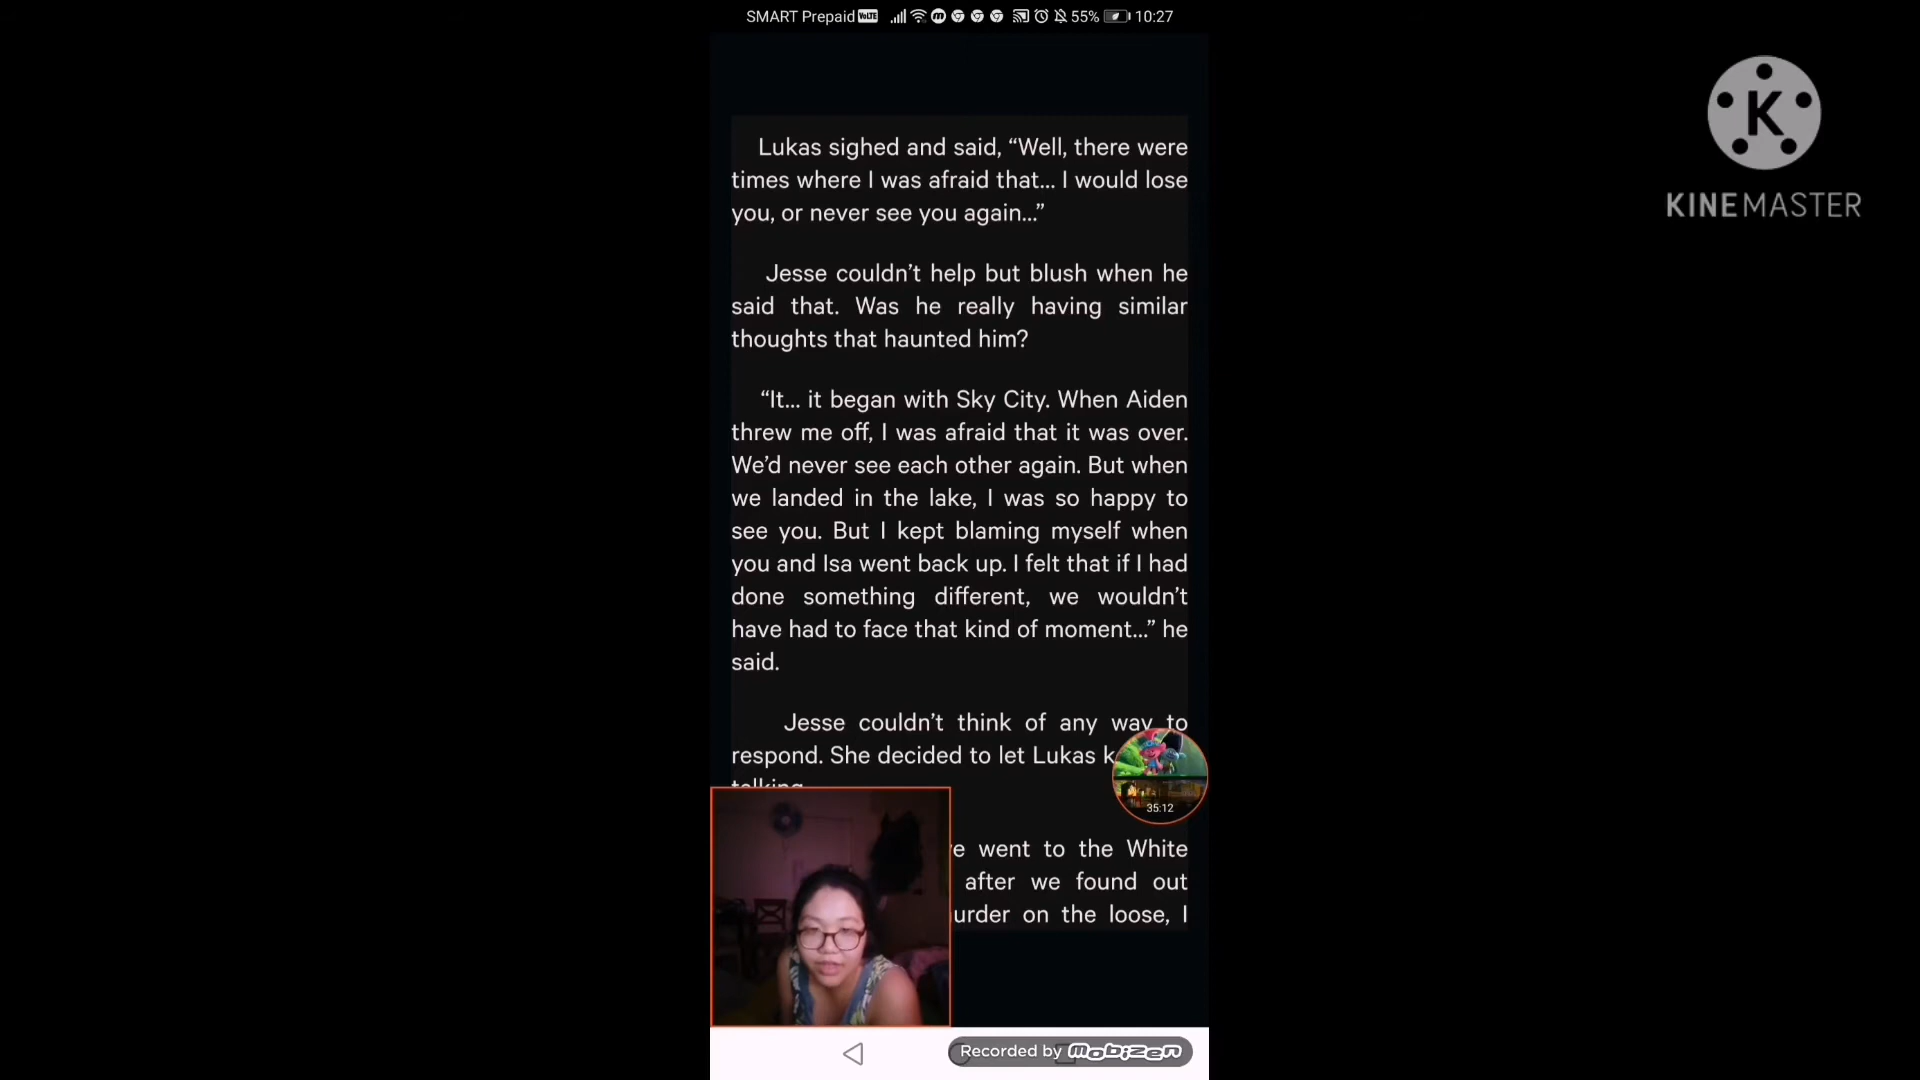 SMART Prepaid VoLTE 55% 10:27
K
KINEMASTER
Lukas sighed and said, “Well, there were
times where I was afraid that... I would lose
you, or never see you again...”
Jesse couldn’t help but blush when he
said that. Was he really having similar
thoughts that haunted him?
“It... it began with Sky City. When Aiden
threw me off, I was afraid that it was over.
We’d never see each other again. But when
we landed in the lake, I was so happy to
see you. But I kept blaming myself when
you and Isa went back up. I felt that if I had
done something different, we wouldn’t
have had to face that kind of moment...” he
said.
Jesse couldn’t think of any way to
respond. She decided to let Lukas
talking
35:12
went to the White
after we found out
on the loose, I
Recorded by mobizen